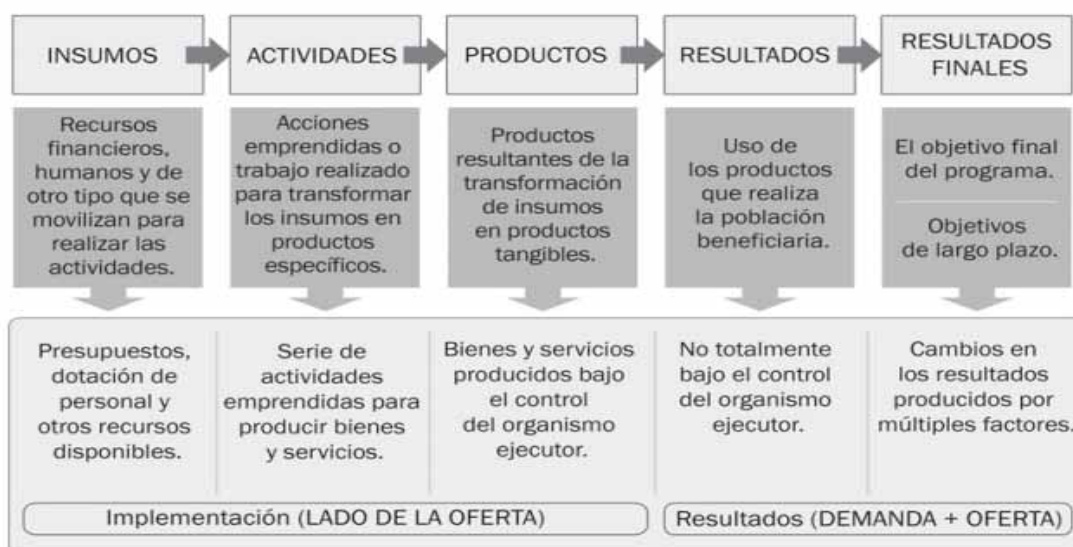 INSUMOS
ACTIVIDADES
PRODUCTOS
RESULTADOS
RESULTADOS
FINALES
Recursos
financieros,
humanos y de
otro tipo que se
movilizan para
realizar las
actividades.
Acciones
emprendidas o
trabajo realizado
para transformar
los insumos en
productos
específicos.
Productos
resultantes de la
transformación
de insumos
en productos
tangibles.
Uso de
los productos
que realiza
la población
beneficiaria.
El objetivo final
del programa.
Objetivos
de largo plazo.
Presupuestos,
dotación de
personal y
otros recursos
disponibles.
Serie de
actividades
emprendidas para
producir bienes
y servicios.
Bienes y servicios
producidos bajo
el control
del organismo
ejecutor.
No totalmente
bajo el control
del organismo
ejecutor.
Cambios en
los resultados
producidos por
múltiples factores.
Implementación (LADO DE LA OFERTA)
Resultados (DEMANDA + OFERTA)